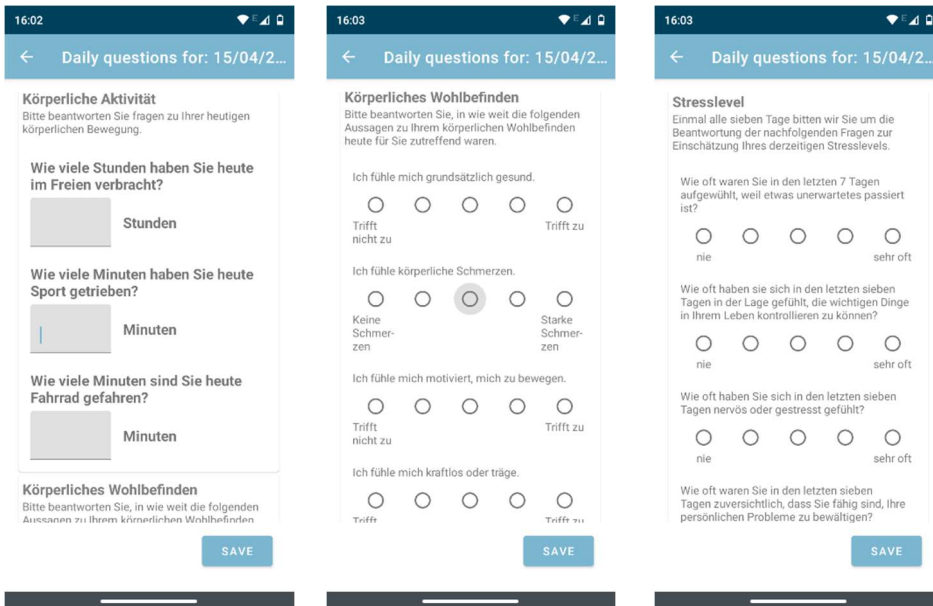 16:02
E
Daily questions for: 15/04/2...
Körperliche Aktivität
Bitte beantworten Sie fragen zu Ihrer heutigen
körperlichen Bewegung.
Wie viele Stunden haben Sie heute
im Freien verbracht?
Stunden
Wie viele Minuten haben Sie heute
Sport getrieben?
Minuten
Wie viele Minuten sind Sie heute
Fahrrad gefahren?
Minuten
Körperliches Wohlbefinden
Bitte beantworten Sie, in wie weit die folgenden
Aussagen zu Ihrem körperlichen Wohlbefinden
SAVE
16:03
E
Daily questions for: 15/04/2...
Körperliches Wohlbefinden
Bitte beantworten Sie, in wie weit die folgenden
Aussagen zu Ihrem körperlichen Wohlbefinden
heute für Sie zutreffend waren.
Ich fühle mich grundsätzlich gesund.
Trifft Trifft zu
nicht zu
Ich fühle körperliche Schmerzen.
Keine Starke
Schmer- Schmer-
zen zen
Ich fühle mich motiviert, mich zu bewegen.
Trifft Trifft zu
nicht zu
Ich fühle mich kraftlos oder träge.
Trifft Trifft zu
SAVE
16:03
E
Daily questions for: 15/04/2...
Stresslevel
Einmal alle sieben Tage bitten wir Sie um die
Beantwortung der nachfolgenden Fragen zur
Einschätzung Ihres derzeitigen Stresslevels.
Wie oft waren Sie in den letzten 7 Tagen
aufgewühlt, weil etwas unerwartetes passiert
ist?
nie sehr oft
Wie oft haben sie sich in den letzten sieben
Tagen in der Lage gefühlt, die wichtigen Dinge
in Ihrem Leben kontrollieren zu können?
nie sehr oft
Wie oft haben Sie sich in den letzten sieben
Tagen nervös oder gestresst gefühlt?
nie sehr oft
Wie oft waren Sie in den letzten sieben
Tagen zuversichtlich, dass Sie fähig sind, Ihre
persönlichen Probleme zu bewältigen?
SAVE